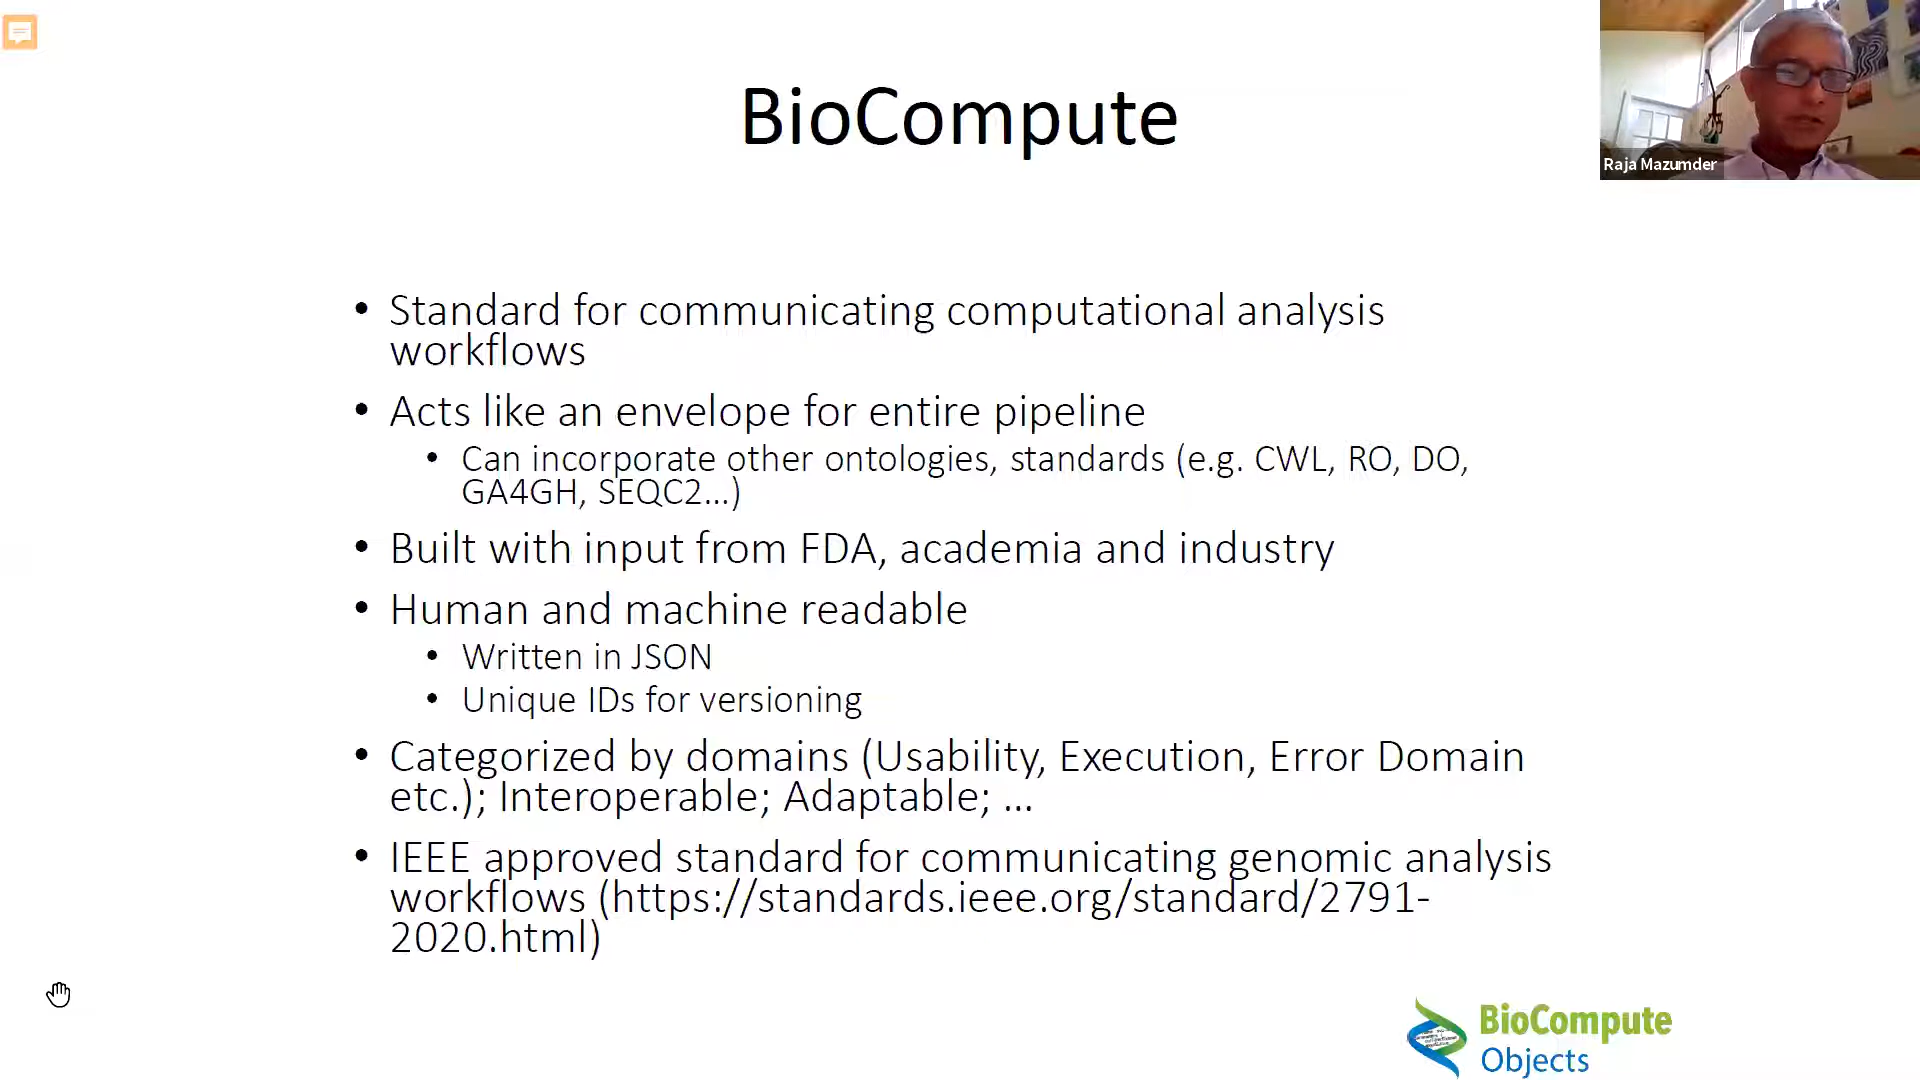 BioCompute
Raja Mazumder
• Standard for communicating computational analysis
workflows
• Acts like an envelope for entire pipeline
• Can incorporate other ontologies, standards (e.g. CWL, RO, DO,
GA4GH, SEQC2...)
• Built with input from FDA, academia and industry
• Human and machine readable
• Written in JSON
• Unique IDs for versioning
• Categorized by domains (Usability, Execution, Error Domain
etc.); Interoperable; Adaptable; ...
• IEEE approved standard for communicating genomic analysis
workflows (https://standards.ieee.org/standard/2791-
2020.html)
BioCompute
Objects